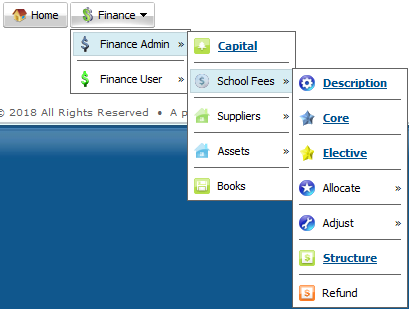 Home
Finance
Finance Admin »
Finance User »
© 2018 All Rights Reserved • A p
Capital
School Fees »
Suppliers »
Assets »
Books
Description
Core
Elective
Allocate »
Adjust »
Structure
Refund